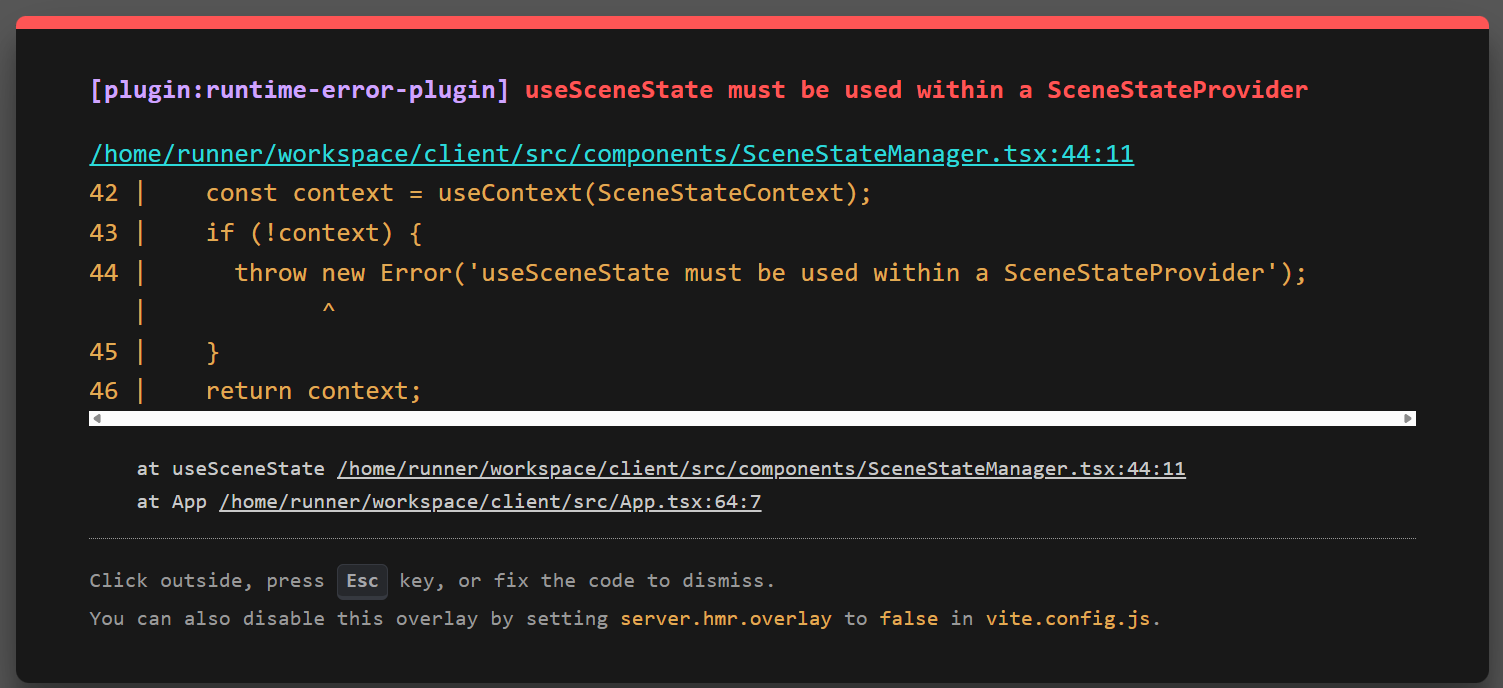 [plugin:runtime-error-plugin] useSceneState must be used within a SceneStateProvider
/home/runner/workspace/client/src/components/SceneStateManager.tsx:44:11
42 |    const context = useContext(SceneStateContext);
43 |    if (!context) {
44 |      throw new Error('useSceneState must be used within a SceneStateProvider');
   |            ^
45 |    }
46 |    return context;
at useSceneState /home/runner/workspace/client/src/components/SceneStateManager.tsx:44:11
at App /home/runner/workspace/client/src/App.tsx:64:7
Click outside, press Esc key, or fix the code to dismiss.
You can also disable this overlay by setting server.hmr.overlay to false in vite.config.js.